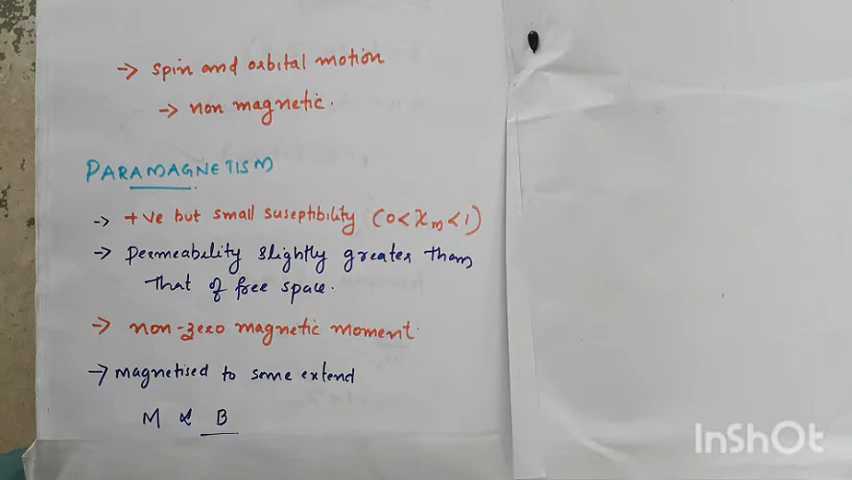 → spin and orbital motion
→ non magnetic.
PARAMAGNETISM
→ +ve but small suseptibility (0<χm<1)
→ permeability slightly greater than
that of free space.
→ non-zero magnetic moment.
→ magnetised to some extend
M ∝ B
InShOt